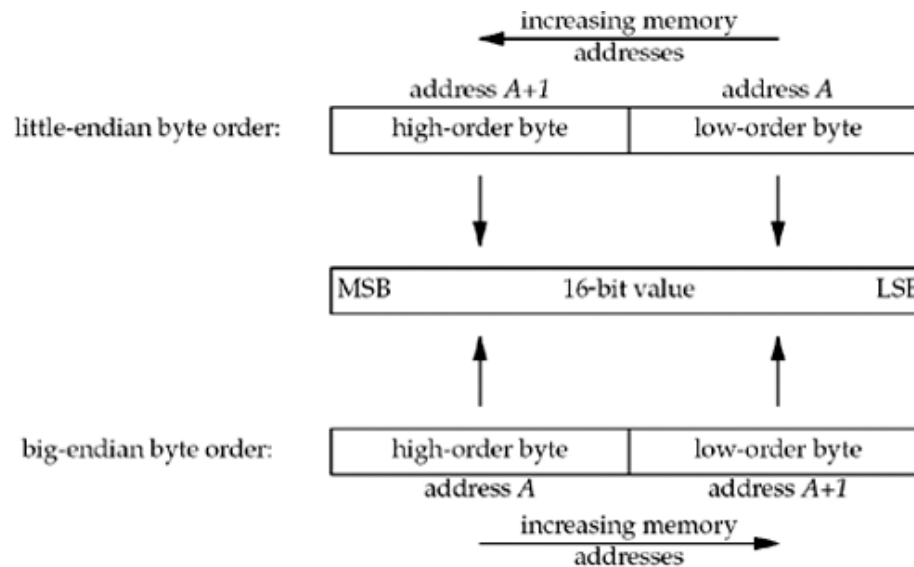 increasing memory
addresses
address A+1 address A
little-endian byte order: high-order byte low-order byte
MSB 16-bit value LSB
big-endian byte order: high-order byte low-order byte
address A address A+1
increasing memory
addresses